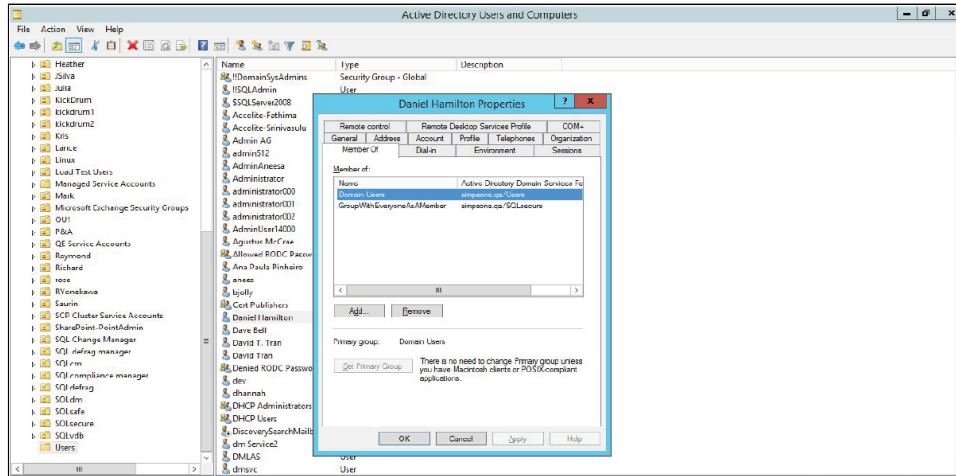 Active Directory Users and Computers
File Action View Help
Heather
JSilva
Julia
KickDrum
kickdrum1
kickdrum2
Kris
Lance
Linux
Load Test Users
Managed Service Accounts
Mark
Microsoft Exchange Security Groups
OU1
P&A
QE Service Accounts
Raymond
Richard
rose
RVonakawa
Saurin
SCP Cluster Service Accounts
SharePoint-PointAdmin
SQL Change Manager
SQL defrag manager
SQLcm
SQLcompliance manager
SQLdefrag
SQLdm
SQLsafe
SQLsecure
SQLvdb
Users
Name Type Description
!!DomainSysAdmins Security Group - Global
!!SQLAdmin User
$SQLServer2008
Accolite-Fathima
Accolite-Srinivasulu
Admin AG
admin512
AdminAneesa
Administrator
administrator000
administrator001
administrator002
AdminUser14000
Agustus McCrae
Allowed RODC Passw
Ana Paula Pinheiro
anees
bjolly
Cert Publishers
Daniel Hamilton
Dave Bell
David T. Tran
David Tran
Denied RODC Passwo
dev
dhannah
DHCP Administrators
DHCP Users
DiscoverySearchMailb
dm Service2
DMLAS User
dmsvc User
Daniel Hamilton Properties
Remote control Remote Desktop Services Profile COM+
General Address Account Profile Telephones Organization
Member Of Dial-in Environment Sessions
Member of:
Name Active Directory Domain Services Fo
Domain Users simpsons.qa/Users
GroupWithEveryoneAsAMember simpsons.qa/SQLsecure
Add... Remove
Primary group: Domain Users
Set Primary Group
There is no need to change Primary group unless
you have Macintosh clients or POSIX-compliant
applications.
OK Cancel Apply Help